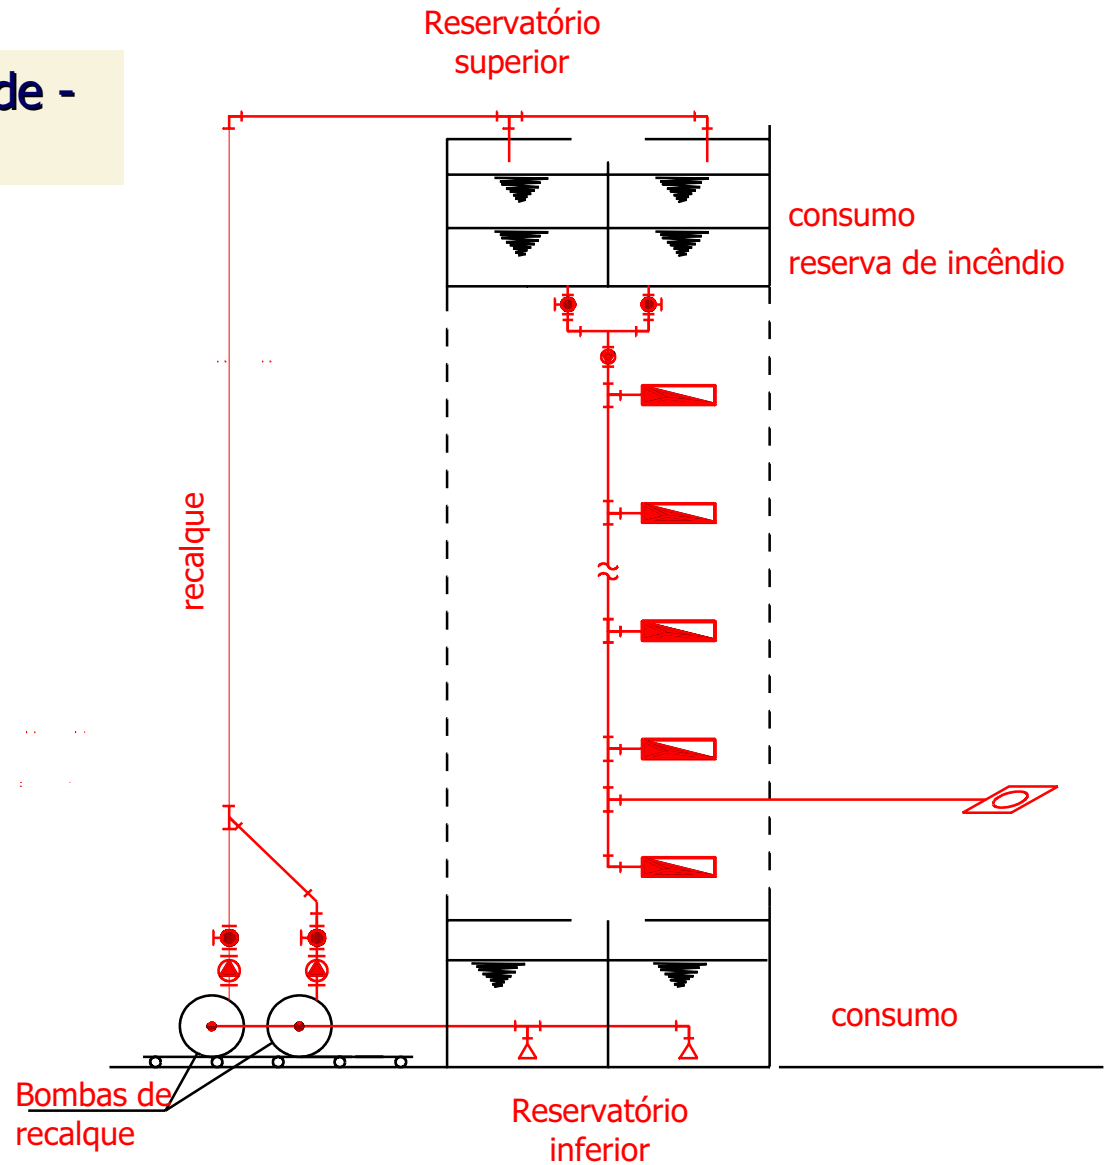 de -
Reservatório
superior
consumo
reserva de incêndio
recalque
consumo
Bombas de
recalque
Reservatório
inferior